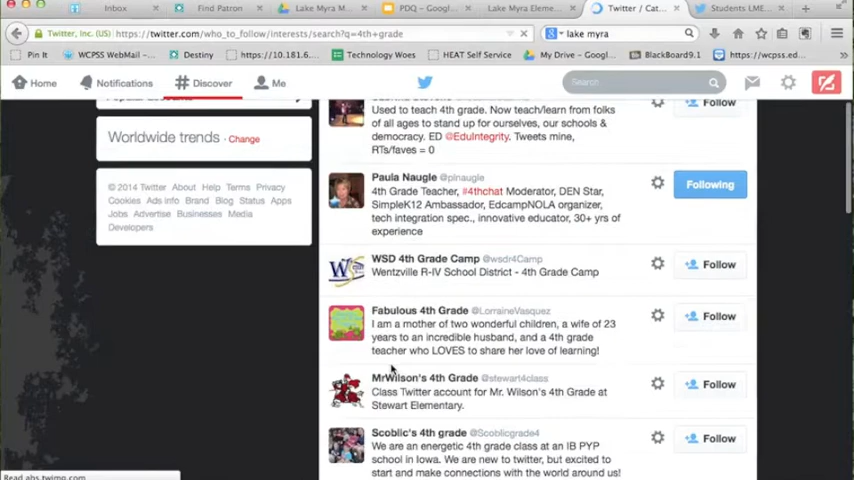 Inbox
Find Patron
Lake Myra M...
PDQ – Googl...
Lake Myra Eleme...
Twitter / Cat...
Students LME...
Twitter, Inc. (US) https://twitter.com/who_to_follow/interests/search?q=4th+grade
lake myra
Pin It
WCPSS WebMail –...
Destiny
https://10.181.6....
Technology Woes
HEAT Self Service
My Drive – Googl...
BlackBoard9.1
https://wcpss.ed...
Home
Notifications
Discover
Me
Search
Worldwide trends · Change
© 2014 Twitter About Help Terms Privacy
Cookies Ads info Brand Blog Status Apps
Jobs Advertise Businesses Media
Developers
Follow
Used to teach 4th grade. Now teach/learn from folks
of all ages to stand up for ourselves, our schools &
democracy. ED @EduIntegrity. Tweets mine,
RTs/faves = 0
Paula Naugle @plnaugle
4th Grade Teacher, #4thchat Moderator, DEN Star,
SimpleK12 Ambassador, EdcampNOLA organizer,
tech integration spec., innovative educator, 30+ yrs of
experience
Following
WSD 4th Grade Camp @wsdr4Camp
Wentzville R-IV School District - 4th Grade Camp
Follow
Fabulous 4th Grade @LorraineVasquez
I am a mother of two wonderful children, a wife of 23
years to an incredible husband, and a 4th grade
teacher who LOVES to share her love of learning!
Follow
MrWilson's 4th Grade @stewart4class
Class Twitter account for Mr. Wilson's 4th Grade at
Stewart Elementary.
Follow
Scoblic's 4th grade @Scoblicgrade4
We are an energetic 4th grade class at an IB PYP
school in Iowa. We are new to twitter, but excited to
start and make connections with the world around us!
Follow
Read abs.twimg.com